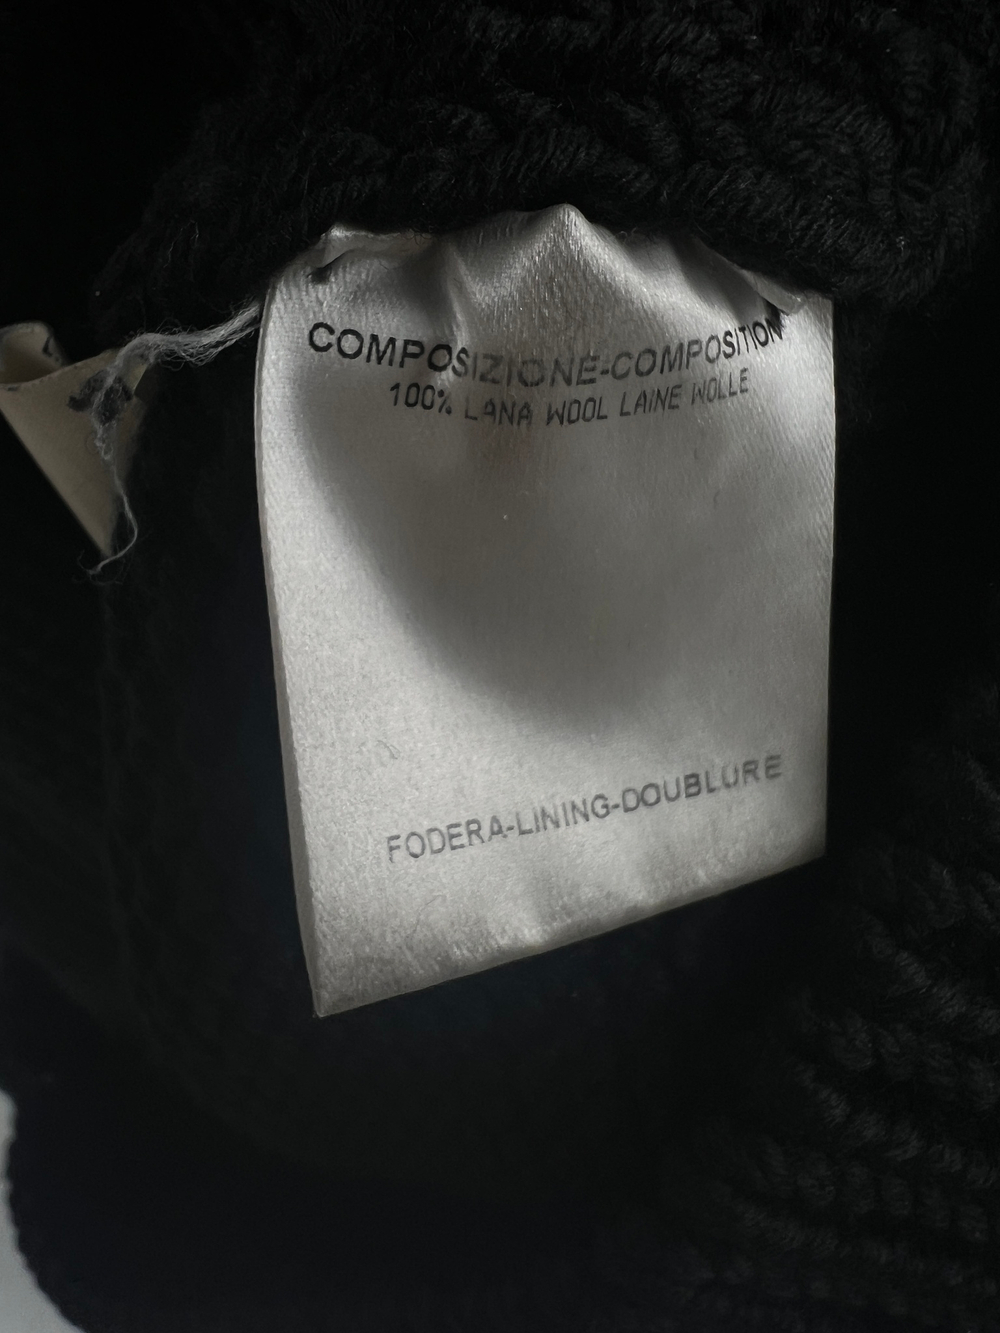 COMPOSIZIONE-COMPOSITION
100% LANA WOOL LAINE WOLLE
FODERA-LINING-DOUBLURE